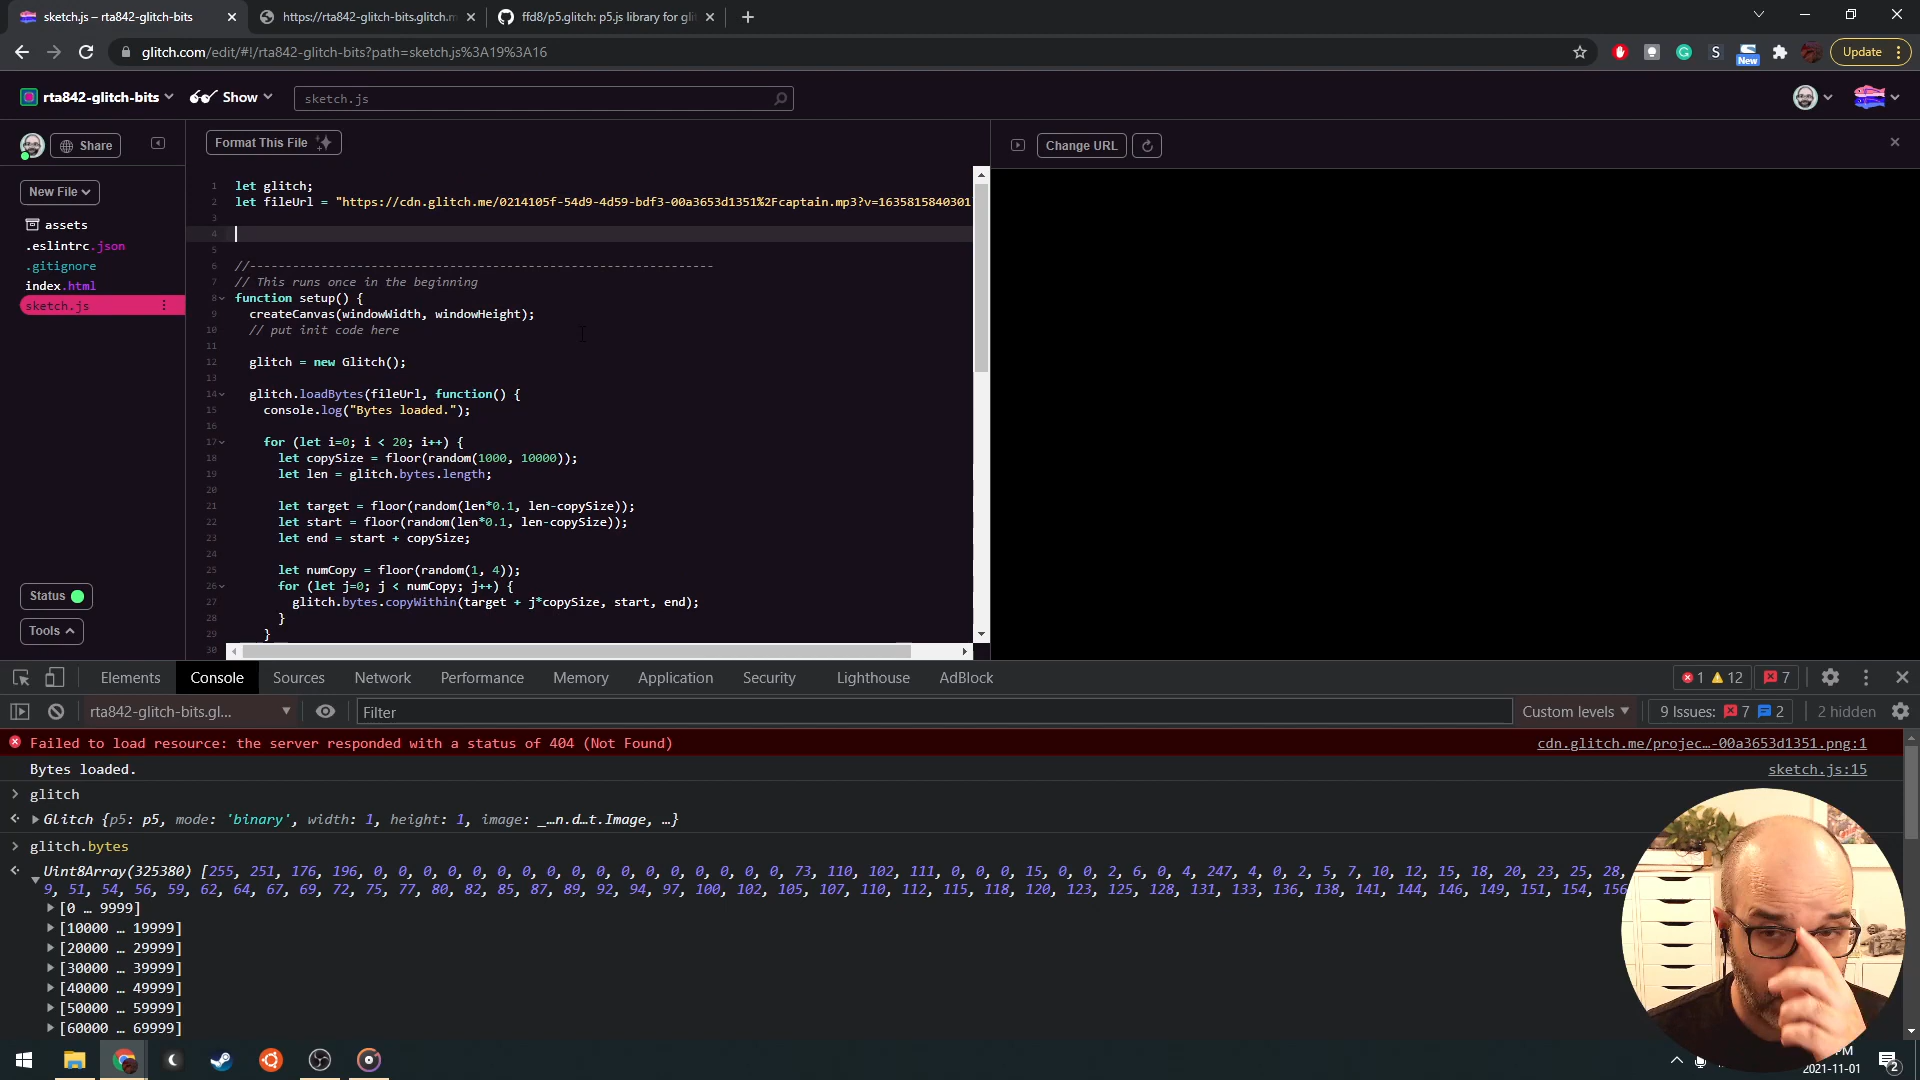 sketch.js – rta842-glitch-bits
https://rta842-glitch-bits.glitch.m
ffd8/p5.glitch: p5.js library for gli
glitch.com/edit/#!/rta842-glitch-bits?path=sketch.js%3A19%3A16
New
Update
rta842-glitch-bits
Show
sketch.js
Share
Format This File
Change URL
New File
assets
.eslintrc.json
.gitignore
index.html
sketch.js
Status
Tools
1 let glitch;
2 let fileUrl = "https://cdn.glitch.me/0214105f-54d9-4d59-bdf3-00a3653d1351%2Fcaptain.mp3?v=1635815840301
3
4
5
6 //----------------------------------------------------------------
7 // This runs once in the beginning
8 function setup() {
9 createCanvas(windowWidth, windowHeight);
10 // put init code here
11
12 glitch = new Glitch();
13
14 glitch.loadBytes(fileUrl, function() {
15 console.log("Bytes loaded.");
16
17 for (let i=0; i < 20; i++) {
18 let copySize = floor(random(1000, 10000));
19 let len = glitch.bytes.length;
20
21 let target = floor(random(len*0.1, len-copySize));
22 let start = floor(random(len*0.1, len-copySize));
23 let end = start + copySize;
24
25 let numCopy = floor(random(1, 4));
26 for (let j=0; j < numCopy; j++) {
27 glitch.bytes.copyWithin(target + j*copySize, start, end);
28 }
29 }
30
Elements Console Sources Network Performance Memory Application Security Lighthouse AdBlock
1 12 7
rta842-glitch-bits.gl...
Filter
Custom levels
9 Issues: 7 2
2 hidden
Failed to load resource: the server responded with a status of 404 (Not Found) cdn.glitch.me/projec…-00a3653d1351.png:1
Bytes loaded. sketch.js:15
glitch
Glitch {p5: p5, mode: 'binary', width: 1, height: 1, image: _…n.d…t.Image, …}
glitch.bytes
Uint8Array(325380) [255, 251, 176, 196, 0, 0, 0, 0, 0, 0, 0, 0, 0, 0, 0, 0, 0, 0, 0, 0, 0, 73, 110, 102, 111, 0, 0, 0, 15, 0, 0, 2, 6, 0, 4, 247, 4, 0, 2, 5, 7, 10, 12, 15, 18, 20, 23, 25, 28,
9, 51, 54, 56, 59, 62, 64, 67, 69, 72, 75, 77, 80, 82, 85, 87, 89, 92, 94, 97, 100, 102, 105, 107, 110, 112, 115, 118, 120, 123, 125, 128, 131, 133, 136, 138, 141, 144, 146, 149, 151, 154, 156
[0 … 9999]
[10000 … 19999]
[20000 … 29999]
[30000 … 39999]
[40000 … 49999]
[50000 … 59999]
[60000 … 69999]
PM
2021-11-01
2